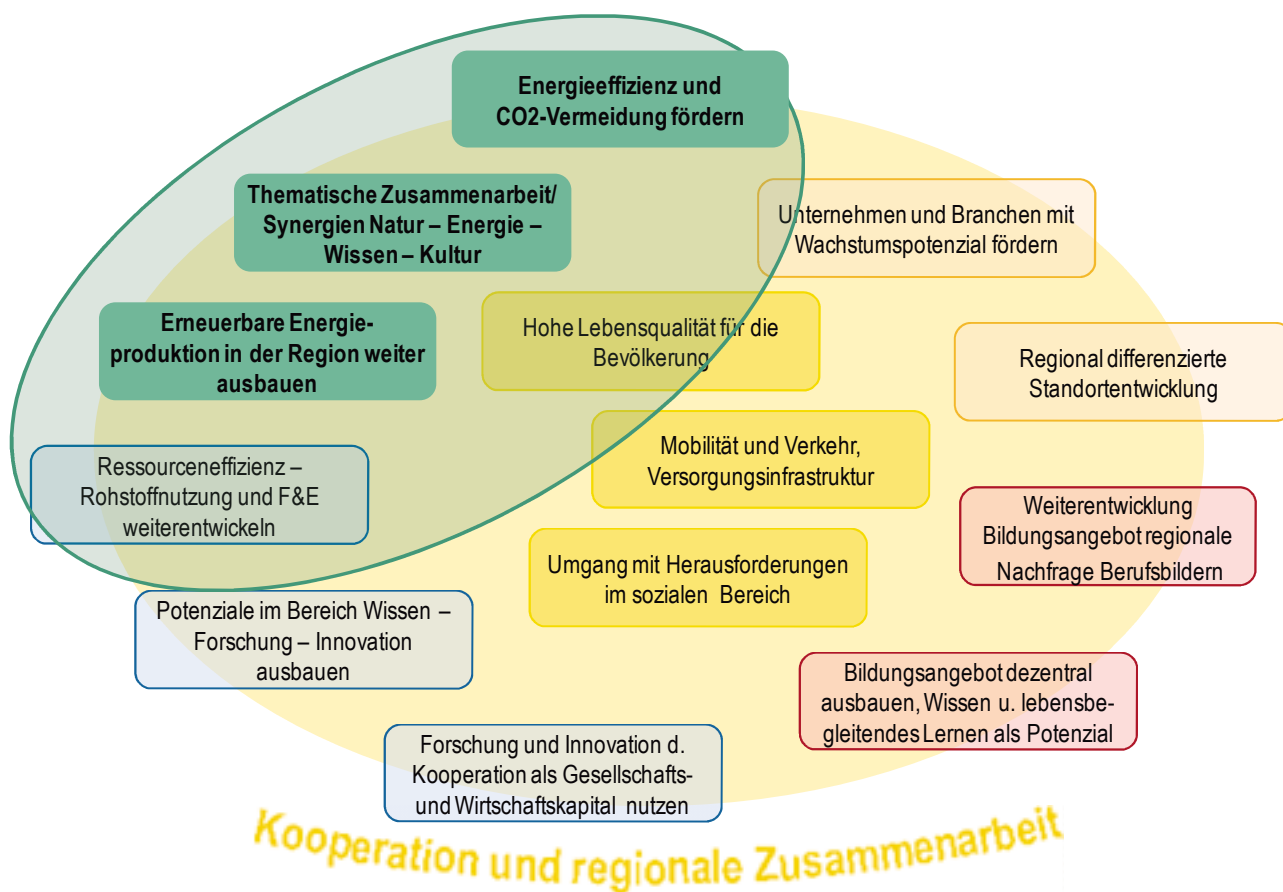 Energieeffizienz und
CO2-Vermeidung fördern
Thematische Zusammenarbeit/
Synergien Natur – Energie –
Wissen – Kultur
Unternehmen und Branchen mit
Wachstumspotenzial fördern
Erneuerbare Energie-
produktion in der Region weiter
ausbauen
Hohe Lebensqualität für die
Bevölkerung
Regional differenzierte
Standortentwicklung
Ressourceneffizienz –
Rohstoffnutzung und F&E
weiterentwickeln
Mobilität und Verkehr,
Versorgungsinfrastruktur
Weiterentwicklung
Bildungsangebot regionale
Nachfrage Berufsbildern
Umgang mit Herausforderungen
im sozialen Bereich
Potenziale im Bereich Wissen –
Forschung – Innovation
ausbauen
Bildungsangebot dezentral
ausbauen, Wissen u. lebensbe-
gleitendes Lernen als Potenzial
Forschung und Innovation d.
Kooperation als Gesellschafts-
und Wirtschaftskapital nutzen
Kooperation und regionale Zusammenarbeit